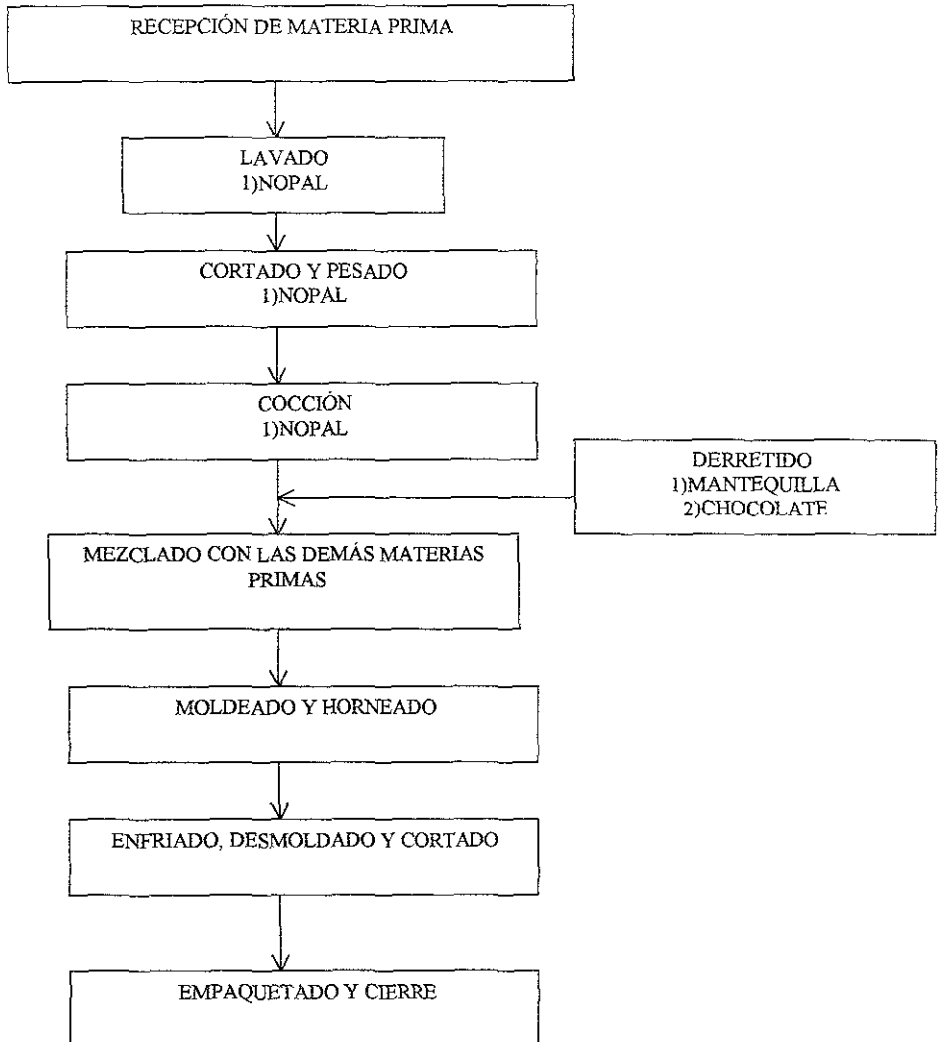 RECEPCIÓN DE MATERIA PRIMA
LAVADO
1)NOPAL
CORTADO Y PESADO
1)NOPAL
COCCIÓN
1)NOPAL
DERRETIDO
1)MANTEQUILLA
2)CHOCOLATE
MEZCLADO CON LAS DEMÁS MATERIAS
PRIMAS
MOLDEADO Y HORNEADO
ENFRIADO, DESMOLDADO Y CORTADO
EMPAQUETADO Y CIERRE